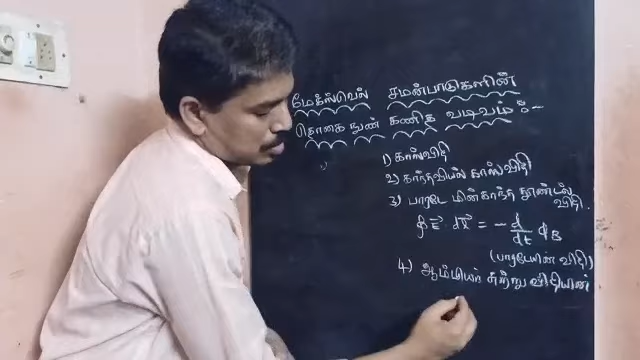 மேக்ஸ்வெல் சமன்பாடுகளின்
தொகை நுண் கணித வடிவம் :-
1) காஸ்விதி
2) காந்தவியல் காஸ்விதி
3) பாரடே மின்காந்த தூண்டல்
விதி.
∮ E⃗ · dl⃗ = - d/dt ϕB
(பாரடேயின் விதி)
4) ஆம்பியர் சுற்று விதியின்